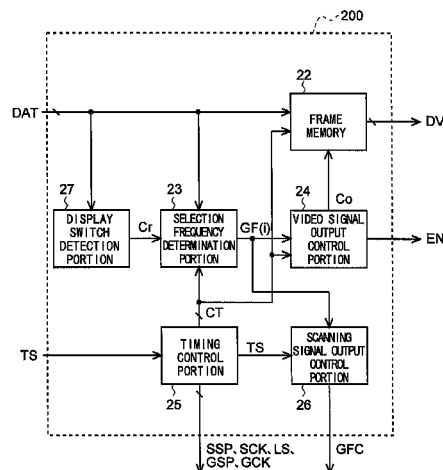 200
22
DAT
FRAME
MEMORY
DV
27
23
24
Co
DISPLAY
SWITCH
DETECTION
PORTION
Cr
SELECTION
FREQUENCY
DETERMINATION
PORTION
GF(i)
VIDEO SIGNAL
OUTPUT
CONTROL
PORTION
EN
CT
TS
TIMING
CONTROL
PORTION
TS
SCANNING
SIGNAL OUTPUT
CONTROL
PORTION
25
26
SSP, SCK, LS,
GSP, GCK
GFC